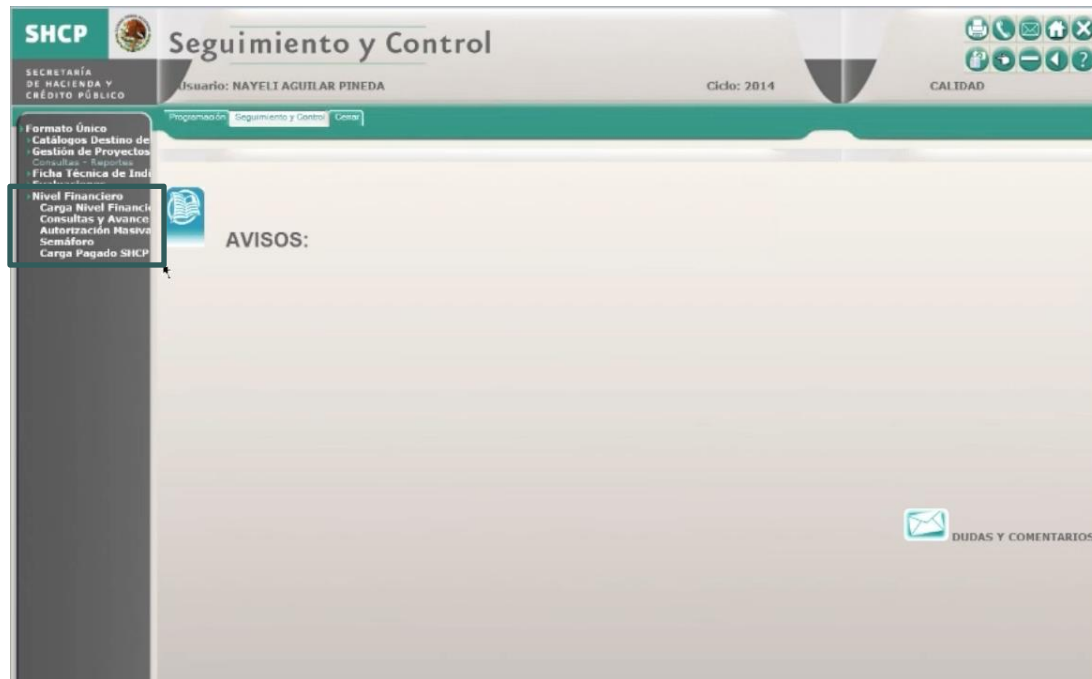 SHCP
SECRETARÍA
DE HACIENDA Y
CRÉDITO PÚBLICO
Seguimiento y Control
Usuario: NAYELI AGUILAR PINEDA
Ciclo: 2014
CALIDAD
Programación
Seguimiento y Control
Cerrar
Formato Único
Catálogos Destino de
Gestión de Proyectos
Consultas - Reportes
Ficha Técnica de Indi
Nivel Financiero
Carga Nivel Financie
Consultas y Avance
Autorización Masiva
Semáforo
Carga Pagado SHCP
AVISOS:
DUDAS Y COMENTARIOS